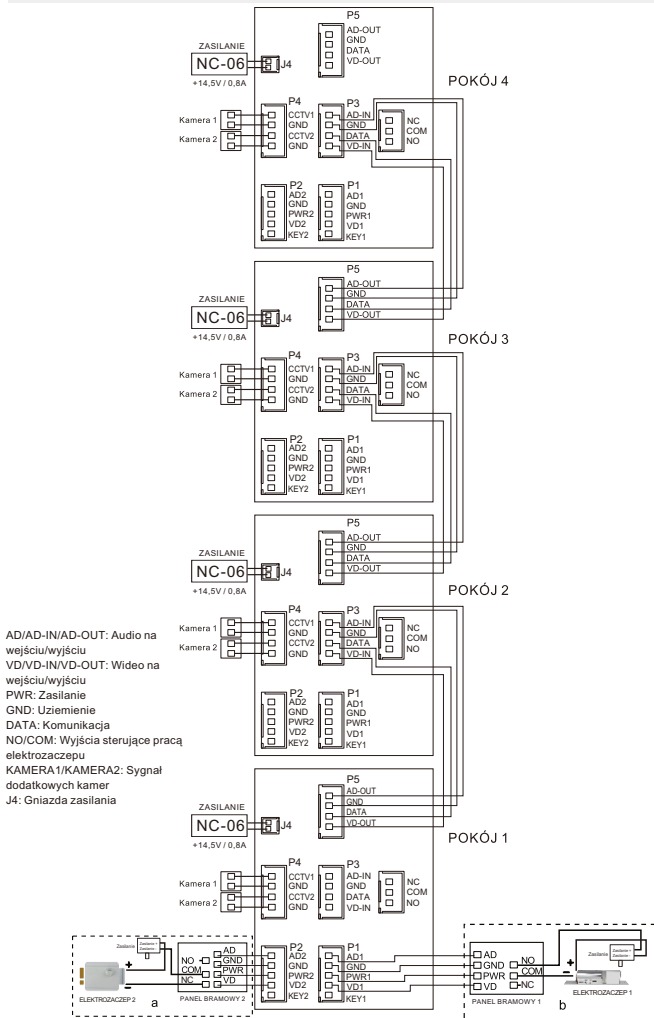 P5
AD-OUT
GND
DATA
VD-OUT
ZASILANIE
NC-06
J4
+14,5V / 0,8A
POKÓJ 4
P4
CCTV1
GND
CCTV2
GND
Kamera 1
Kamera 2
P3
AD-IN
GND
DATA
VD-IN
NC
COM
NO
P2
AD2
GND
PWR2
VD2
KEY2
P1
AD1
GND
PWR1
VD1
KEY1
P5
AD-OUT
GND
DATA
VD-OUT
ZASILANIE
NC-06
J4
+14,5V / 0,8A
POKÓJ 3
P4
CCTV1
GND
CCTV2
GND
Kamera 1
Kamera 2
P3
AD-IN
GND
DATA
VD-IN
NC
COM
NO
P2
AD2
GND
PWR2
VD2
KEY2
P1
AD1
GND
PWR1
VD1
KEY1
P5
AD-OUT
GND
DATA
VD-OUT
ZASILANIE
NC-06
J4
+14,5V / 0,8A
POKÓJ 2
P4
CCTV1
GND
CCTV2
GND
Kamera 1
Kamera 2
P3
AD-IN
GND
DATA
VD-IN
NC
COM
NO
P2
AD2
GND
PWR2
VD2
KEY2
P1
AD1
GND
PWR1
VD1
KEY1
AD/AD-IN/AD-OUT: Audio na
wejściu/wyjściu
VD/VD-IN/VD-OUT: Wideo na
wejściu/wyjściu
PWR: Zasilanie
GND: Uziemienie
DATA: Komunikacja
NO/COM: Wyjścia sterujące pracą
elektrozaczepu
KAMERA1/KAMERA2: Sygnał
dodatkowych kamer
J4: Gniazda zasilania
P5
AD-OUT
GND
DATA
VD-OUT
ZASILANIE
NC-06
J4
+14,5V / 0,8A
POKÓJ 1
P4
CCTV1
GND
CCTV2
GND
Kamera 1
Kamera 2
P3
AD-IN
GND
DATA
VD-IN
NC
COM
NO
P2
AD2
GND
PWR2
VD2
KEY2
P1
AD1
GND
PWR1
VD1
KEY1
Zasilanie
Zasilanie +
Zasilanie -
+
–
ELEKTROZACZEP 2
a
NO
COM
NC
AD
GND
PWR
VD
PANEL BRAMOWY 2
AD
GND
PWR
VD
NO
COM
NC
PANEL BRAMOWY 1
Zasilanie
Zasilanie +
Zasilanie -
+
–
ELEKTROZACZEP 1
b